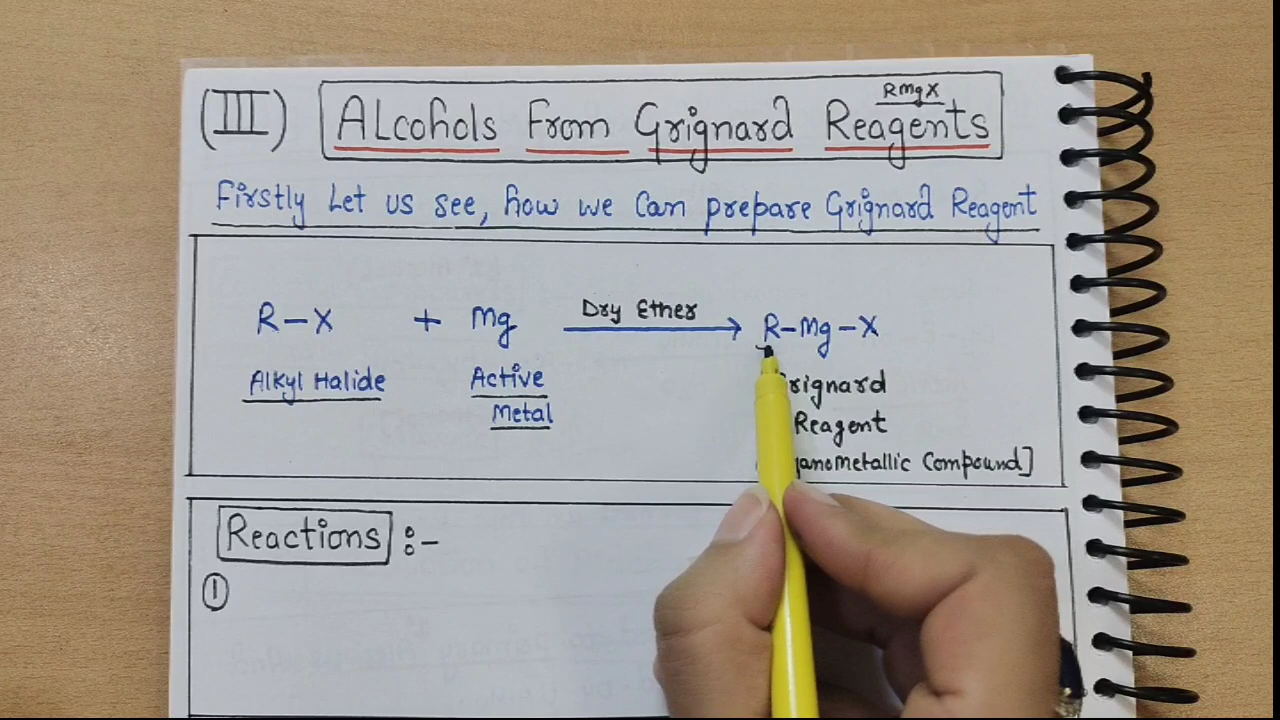 (III) Alcohols From Grignard Reagents
RMgX
Firstly Let us see, how we can prepare Grignard Reagent
R-X + Mg Dry Ether → R-Mg-X
Alkyl Halide Active
Metal
Reagent
Compound]
Reactions :-
①